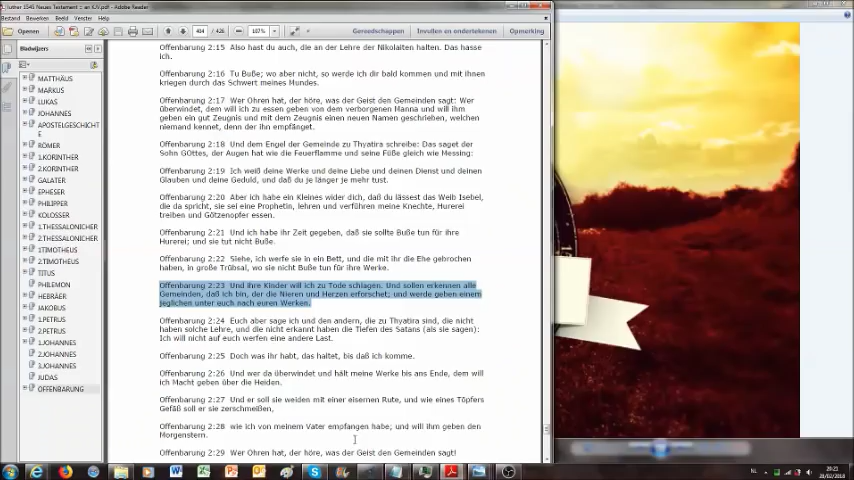 luther 1545 Neues Testament :: an ICN.pdf - Adobe Reader
Bestand Bewerken Beeld Venster Help
Openen 404 / 426 107% Gereedschappen Invullen en ondertekenen Opmerking
Bladwijzers
MATTHÄUS
MARKUS
LUKAS
JOHANNES
APOSTELGESCHICHT
E
RÖMER
1.KORINTHER
2.KORINTHER
GALATER
EPHESER
PHILIPPER
KOLOSSER
1.THESSALONICHER
2.THESSALONICHER
1TIMOTHEUS
2.TIMOTHEUS
TITUS
PHILEMON
HEBRÄER
JAKOBUS
1.PETRUS
2.PETRUS
1JOHANNES
2JOHANNES
3JOHANNES
JUDAS
OFFENBARUNG
Offenbarung 2:15 Also hast du auch, die an der Lehre der Nikolaiten halten. Das hasse
ich.
Offenbarung 2:16 Tu Buße; wo aber nicht, so werde ich dir bald kommen und mit ihnen
kriegen durch das Schwert meines Mundes.
Offenbarung 2:17 Wer Ohren hat, der höre, was der Geist den Gemeinden sagt: Wer
überwindet, dem will ich zu essen geben von dem verborgenen Manna und will ihm
geben ein gut Zeugnis und mit dem Zeugnis einen neuen Namen geschrieben, welchen
niemand kennet, denn der ihn empfänget.
Offenbarung 2:18 Und dem Engel der Gemeinde zu Thyatira schreibe: Das saget der
Sohn GOttes, der Augen hat wie die Feuerflamme und seine Füße gleich wie Messing:
Offenbarung 2:19 Ich weiß deine Werke und deine Liebe und deinen Dienst und deinen
Glauben und deine Geduld, und daß du je länger je mehr tust.
Offenbarung 2:20 Aber ich habe ein Kleines wider dich, daß du lässest das Weib Isebel,
die da spricht, sie sei eine Prophetin, lehren und verführen meine Knechte, Hurerei
treiben und Götzenopfer essen.
Offenbarung 2:21 Und ich habe ihr Zeit gegeben, daß sie sollte Buße tun für ihre
Hurerei; und sie tut nicht Buße.
Offenbarung 2:22 Siehe, ich werfe sie in ein Bett, und die mit ihr die Ehe gebrochen
haben, in große Trübsal, wo sie nicht Buße tun für ihre Werke.
Offenbarung 2:23 Und ihre Kinder will ich zu Tode schlagen. Und sollen erkennen alle
Gemeinden, daß ich bin, der die Nieren und Herzen erforschet; und werde geben einem
jeglichen unter euch nach euren Werken.
Offenbarung 2:24 Euch aber sage ich und den andern, die zu Thyatira sind, die nicht
haben solche Lehre, und die nicht erkannt haben die Tiefen des Satans (als sie sagen):
Ich will nicht auf euch werfen eine andere Last.
Offenbarung 2:25 Doch was ihr habt, das haltet, bis daß ich komme.
Offenbarung 2:26 Und wer da überwindet und hält meine Werke bis ans Ende, dem will
ich Macht geben über die Heiden.
Offenbarung 2:27 Und er soll sie weiden mit einer eisernen Rute, und wie eines Töpfers
Gefäß soll er sie zerschmeißen,
Offenbarung 2:28 wie ich von meinem Vater empfangen habe; und will ihm geben den
Morgenstern.
Offenbarung 2:29 Wer Ohren hat, der höre, was der Geist den Gemeinden sagt!
NL
20:21
28/02/2018